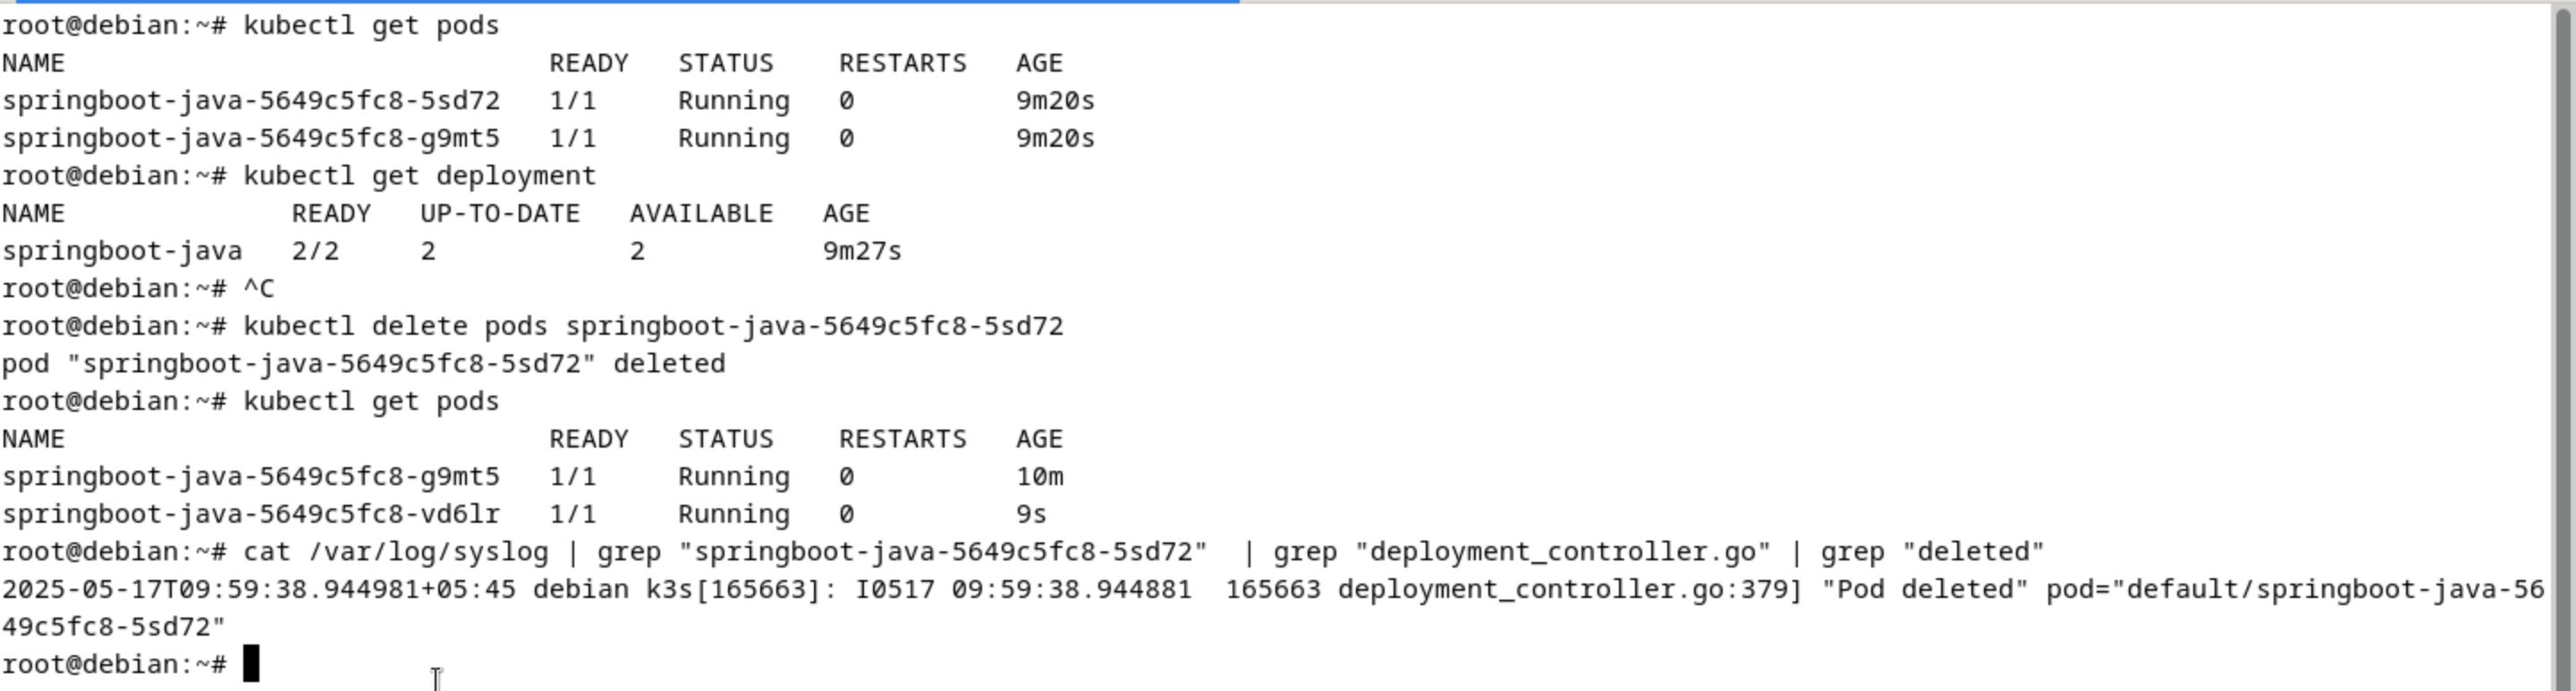 root@debian:~# kubectl get pods
NAME                              READY   STATUS    RESTARTS   AGE
springboot-java-5649c5fc8-5sd72   1/1     Running   0          9m20s
springboot-java-5649c5fc8-g9mt5   1/1     Running   0          9m20s
root@debian:~# kubectl get deployment
NAME              READY   UP-TO-DATE   AVAILABLE   AGE
springboot-java   2/2     2            2           9m27s
root@debian:~# ^C
root@debian:~# kubectl delete pods springboot-java-5649c5fc8-5sd72
pod "springboot-java-5649c5fc8-5sd72" deleted
root@debian:~# kubectl get pods
NAME                              READY   STATUS    RESTARTS   AGE
springboot-java-5649c5fc8-g9mt5   1/1     Running   0          10m
springboot-java-5649c5fc8-vd6lr   1/1     Running   0          9s
root@debian:~# cat /var/log/syslog | grep "springboot-java-5649c5fc8-5sd72"  | grep "deployment_controller.go" | grep "deleted"
2025-05-17T09:59:38.944981+05:45 debian k3s[165663]: I0517 09:59:38.944881  165663 deployment_controller.go:379] "Pod deleted" pod="default/springboot-java-56
49c5fc8-5sd72"
root@debian:~#